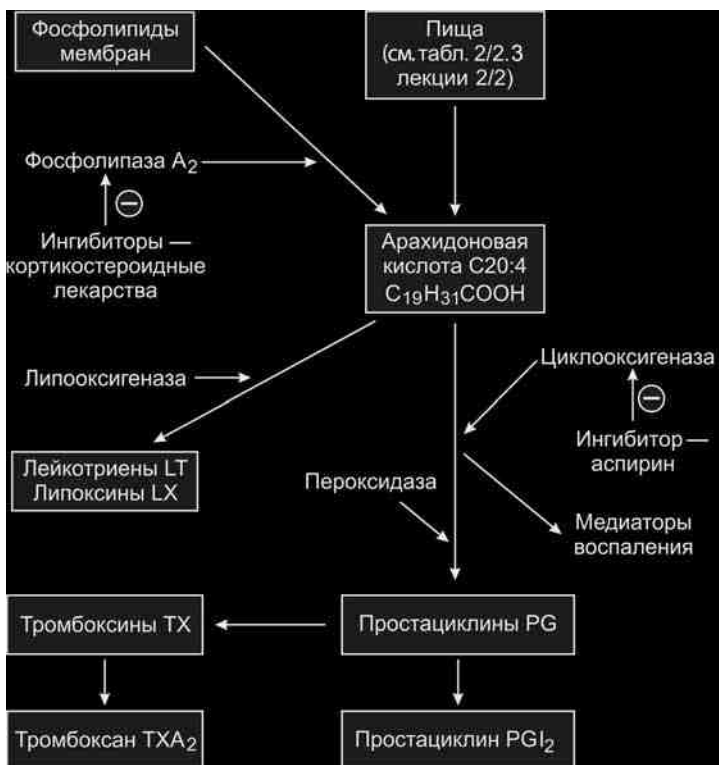 Фосфолипиды
мембран
Пища
(см. табл. 2/2.3
лекции 2/2)
Фосфолипаза A2
−
Ингибиторы —
кортикостероидные
лекарства
Арахидоновая
кислота C20:4
C19H31COOH
Липооксигеназа
Циклооксигеназа
−
Ингибитор —
аспирин
Лейкотриены LT
Липоксины LX
Пероксидаза
Медиаторы
воспаления
Тромбоксины TX
Простациклины PG
Тромбоксан TXA2
Простациклин PGI2